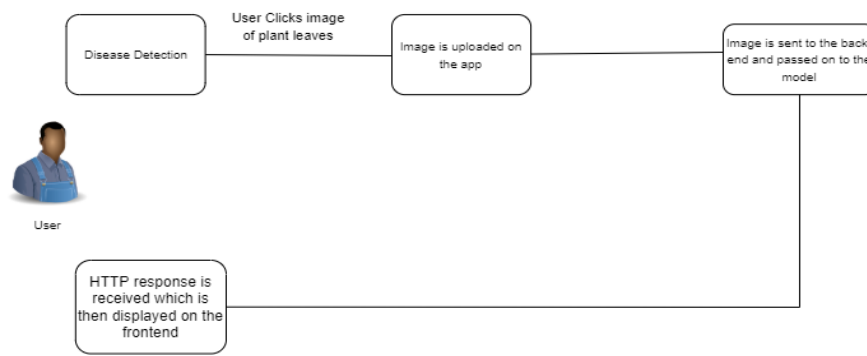 User Clicks image
of plant leaves
Disease Detection
Image is uploaded on
the app
Image is sent to the back
end and passed on to the
model
User
HTTP response is
received which is
then displayed on the
frontend